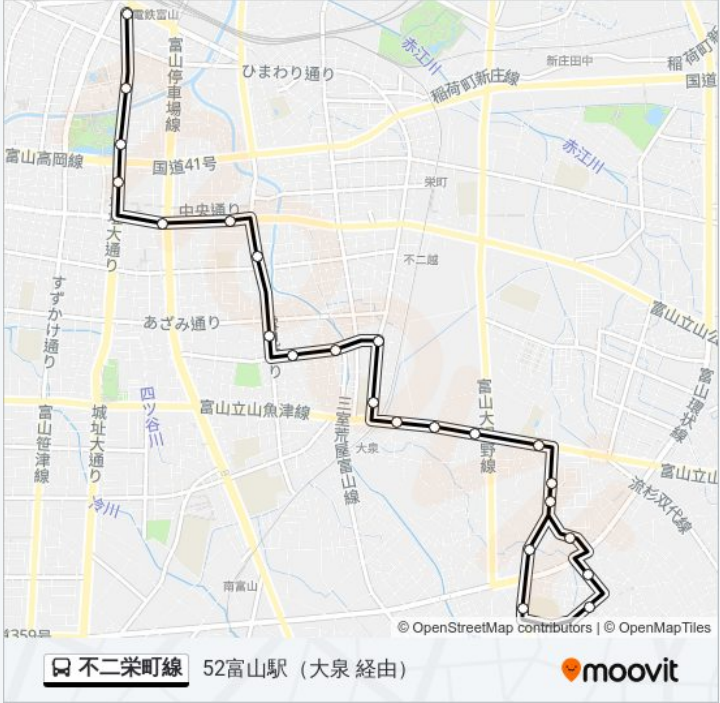 電鉄富山
富山停車場線
ひまわり通り
赤江川
新庄田中
稲荷町
稲荷町新庄線
国道
富山高岡線
国道41号
赤江川
栄町
中央通り
大通り
不二越
すずかけ通り
あざみ通り
り
富山立山公
富山環状線
四ツ谷川
富山立山魚津線
富山笹津線
城址大通り
三室荒屋富山線
大泉
富山立山
流杉双代線
冷川
南富山
© OpenStreetMap contributors | © OpenMapTiles
不二栄町線 52富山駅（大泉 経由）
moovit